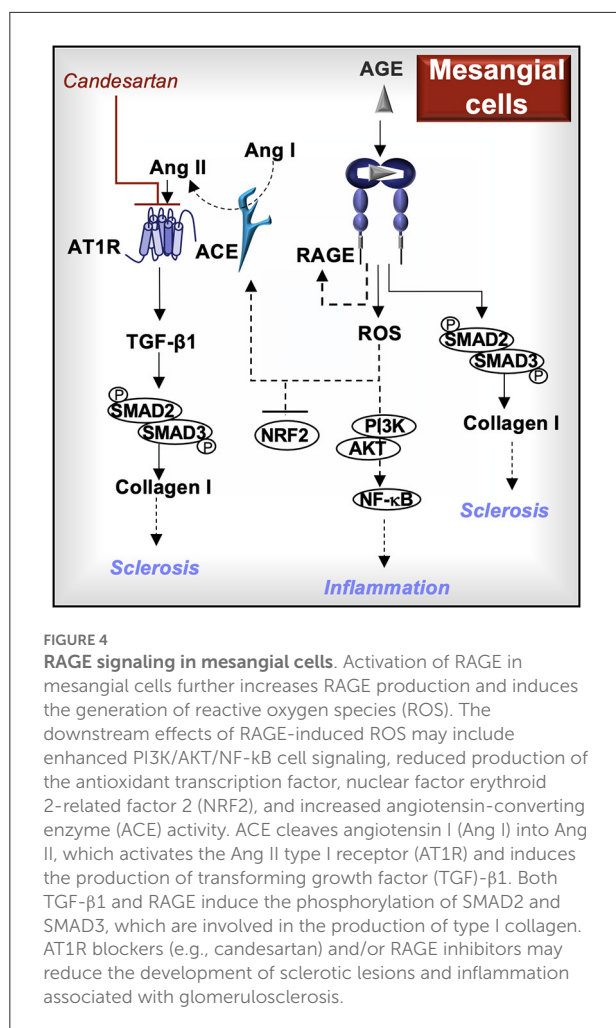 Candesartan
AGE
Mesangial
cells
Ang II
Ang I
AT1R
ACE
RAGE
TGF-β1
ROS
P
SMAD2
SMAD3
P
P
SMAD2
SMAD3
P
NRF2
PI3K
AKT
Collagen I
Collagen I
NF-κB
Sclerosis
Sclerosis
Inflammation
FIGURE 4
RAGE signaling in mesangial cells. Activation of RAGE in
mesangial cells further increases RAGE production and induces
the generation of reactive oxygen species (ROS). The
downstream effects of RAGE-induced ROS may include
enhanced PI3K/AKT/NF-kB cell signaling, reduced production of
the antioxidant transcription factor, nuclear factor erythroid
2-related factor 2 (NRF2), and increased angiotensin-converting
enzyme (ACE) activity. ACE cleaves angiotensin I (Ang I) into Ang
II, which activates the Ang II type I receptor (AT1R) and induces
the production of transforming growth factor (TGF)-β1. Both
TGF-β1 and RAGE induce the phosphorylation of SMAD2 and
SMAD3, which are involved in the production of type I collagen.
AT1R blockers (e.g., candesartan) and/or RAGE inhibitors may
reduce the development of sclerotic lesions and inflammation
associated with glomerulosclerosis.